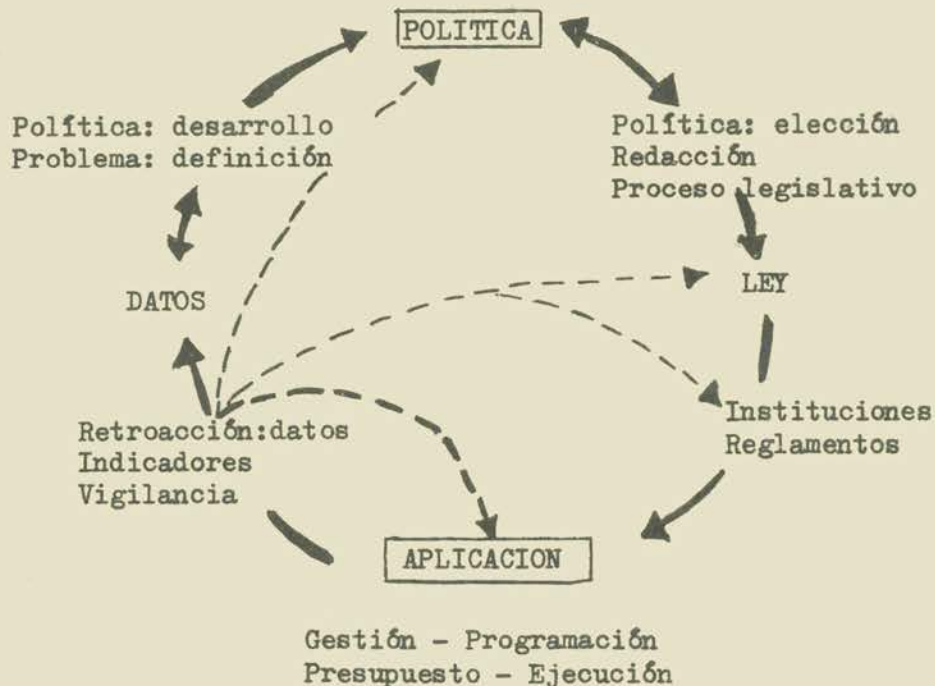 POLITICA
Política: desarrollo
Problema: definición
Política: elección
Redacción
Proceso legislativo
DATOS
LEY
Retroacción:datos
Indicadores
Vigilancia
Instituciones
Reglamentos
APLICACION
Gestión - Programación
Presupuesto - Ejecución